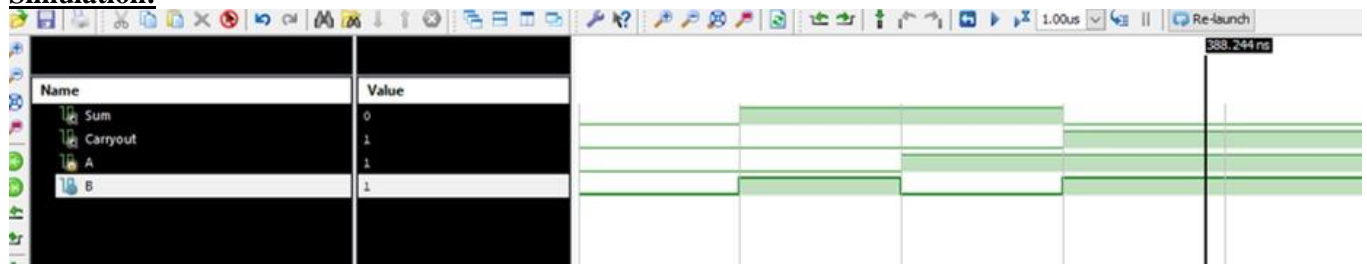 Simulation:
1.00us Re-launch
388.244 ns
Name Value
Sum 0
Carryout 1
A 1
B 1